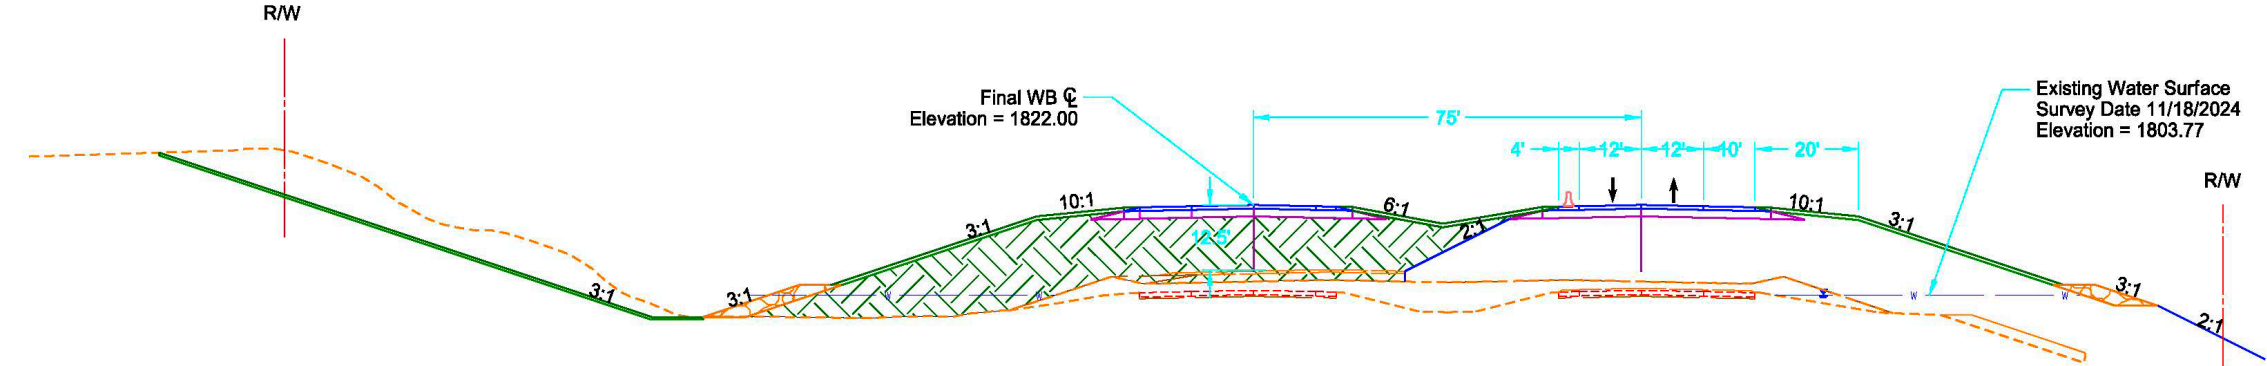 R/W
Final WB ℄
Elevation = 1822.00
75'
Existing Water Surface
Survey Date 11/18/2024
Elevation = 1803.77
4'
12'
12'
10'
20'
R/W
10:1
3:1
6:1
2:1
10:1
3:1
12.5'
3:1
3:1
W
W
W
W
3:1
2:1